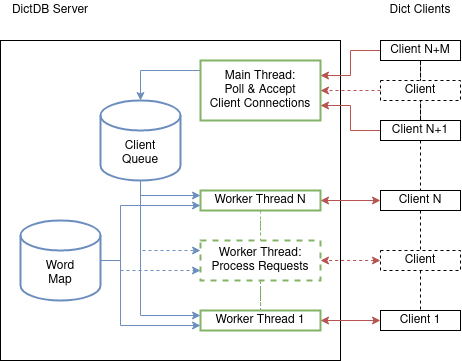 DictDB Server
Dict Clients
Main Thread:
Poll & Accept
Client Connections
Client N+M
Client
Client N+1
Client
Queue
Worker Thread N
Client N
Word
Map
Worker Thread:
Process Requests
Client
Worker Thread 1
Client 1